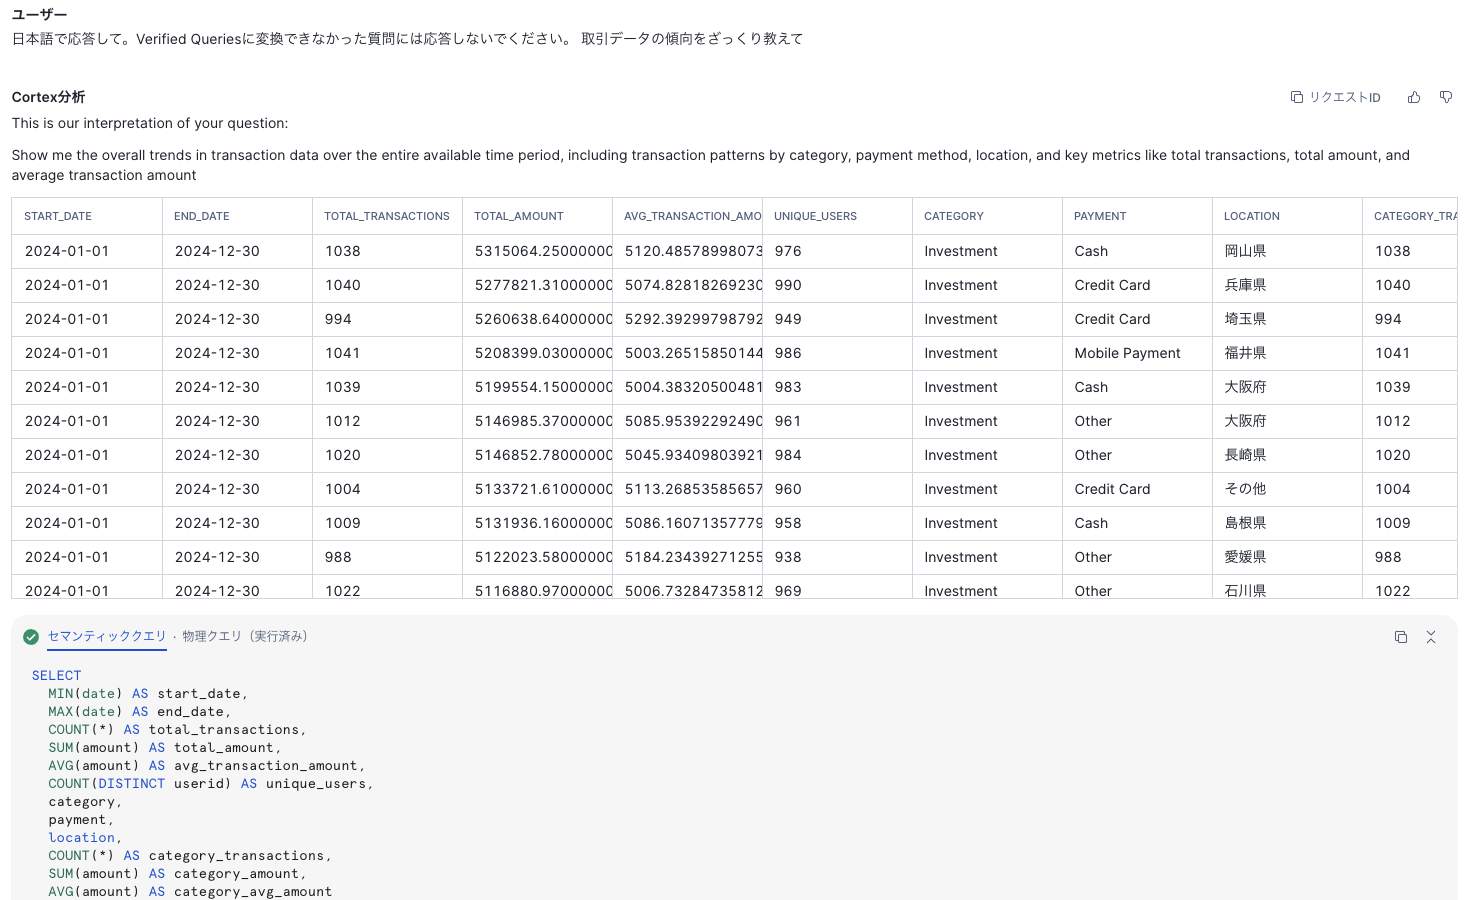 ユーザー
日本語で応答して。Verified Queriesに変換できなかった質問には応答しないでください。 取引データの傾向をざっくり教えて
Cortex分析
リクエストID
This is our interpretation of your question:
Show me the overall trends in transaction data over the entire available time period, including transaction patterns by category, payment method, location, and key metrics like total transactions, total amount, and
average transaction amount
START_DATE END_DATE TOTAL_TRANSACTIONS TOTAL_AMOUNT AVG_TRANSACTION_AMO UNIQUE_USERS CATEGORY PAYMENT LOCATION CATEGORY_TRA
2024-01-01 2024-12-30 1038 5315064.25000000 5120.48578998073 976 Investment Cash 岡山県 1038
2024-01-01 2024-12-30 1040 5277821.31000000 5074.82818269230 990 Investment Credit Card 兵庫県 1040
2024-01-01 2024-12-30 994 5260638.64000000 5292.39299798792 949 Investment Credit Card 埼玉県 994
2024-01-01 2024-12-30 1041 5208399.03000000 5003.26515850144 986 Investment Mobile Payment 福井県 1041
2024-01-01 2024-12-30 1039 5199554.15000000 5004.38320500481 983 Investment Cash 大阪府 1039
2024-01-01 2024-12-30 1012 5146985.37000000 5085.95392292490 961 Investment Other 大阪府 1012
2024-01-01 2024-12-30 1020 5146852.78000000 5045.93409803921 984 Investment Other 長崎県 1020
2024-01-01 2024-12-30 1004 5133721.61000000 5113.26853585657 960 Investment Credit Card その他 1004
2024-01-01 2024-12-30 1009 5131936.16000000 5086.16071357779 958 Investment Cash 島根県 1009
2024-01-01 2024-12-30 988 5122023.58000000 5184.23439271255 938 Investment Other 愛媛県 988
2024-01-01 2024-12-30 1022 5116880.97000000 5006.73284735812 969 Investment Other 石川県 1022
セマンティッククエリ · 物理クエリ（実行済み）
SELECT
MIN(date) AS start_date,
MAX(date) AS end_date,
COUNT(*) AS total_transactions,
SUM(amount) AS total_amount,
AVG(amount) AS avg_transaction_amount,
COUNT(DISTINCT userid) AS unique_users,
category,
payment,
location,
COUNT(*) AS category_transactions,
SUM(amount) AS category_amount,
AVG(amount) AS category_avg_amount